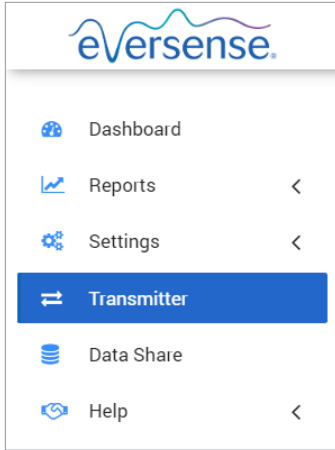 eversense.
Dashboard
Reports
Settings
Transmitter
Data Share
Help